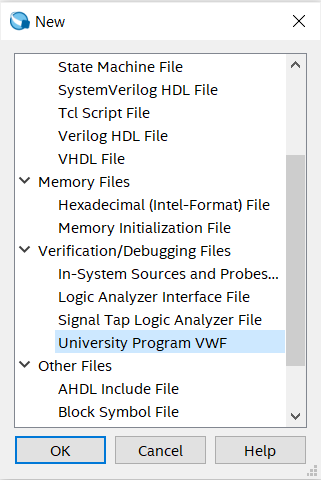 New
State Machine File
SystemVerilog HDL File
Tcl Script File
Verilog HDL File
VHDL File
Memory Files
Hexadecimal (Intel-Format) File
Memory Initialization File
Verification/Debugging Files
In-System Sources and Probes...
Logic Analyzer Interface File
Signal Tap Logic Analyzer File
University Program VWF
Other Files
AHDL Include File
Block Symbol File
OK Cancel Help